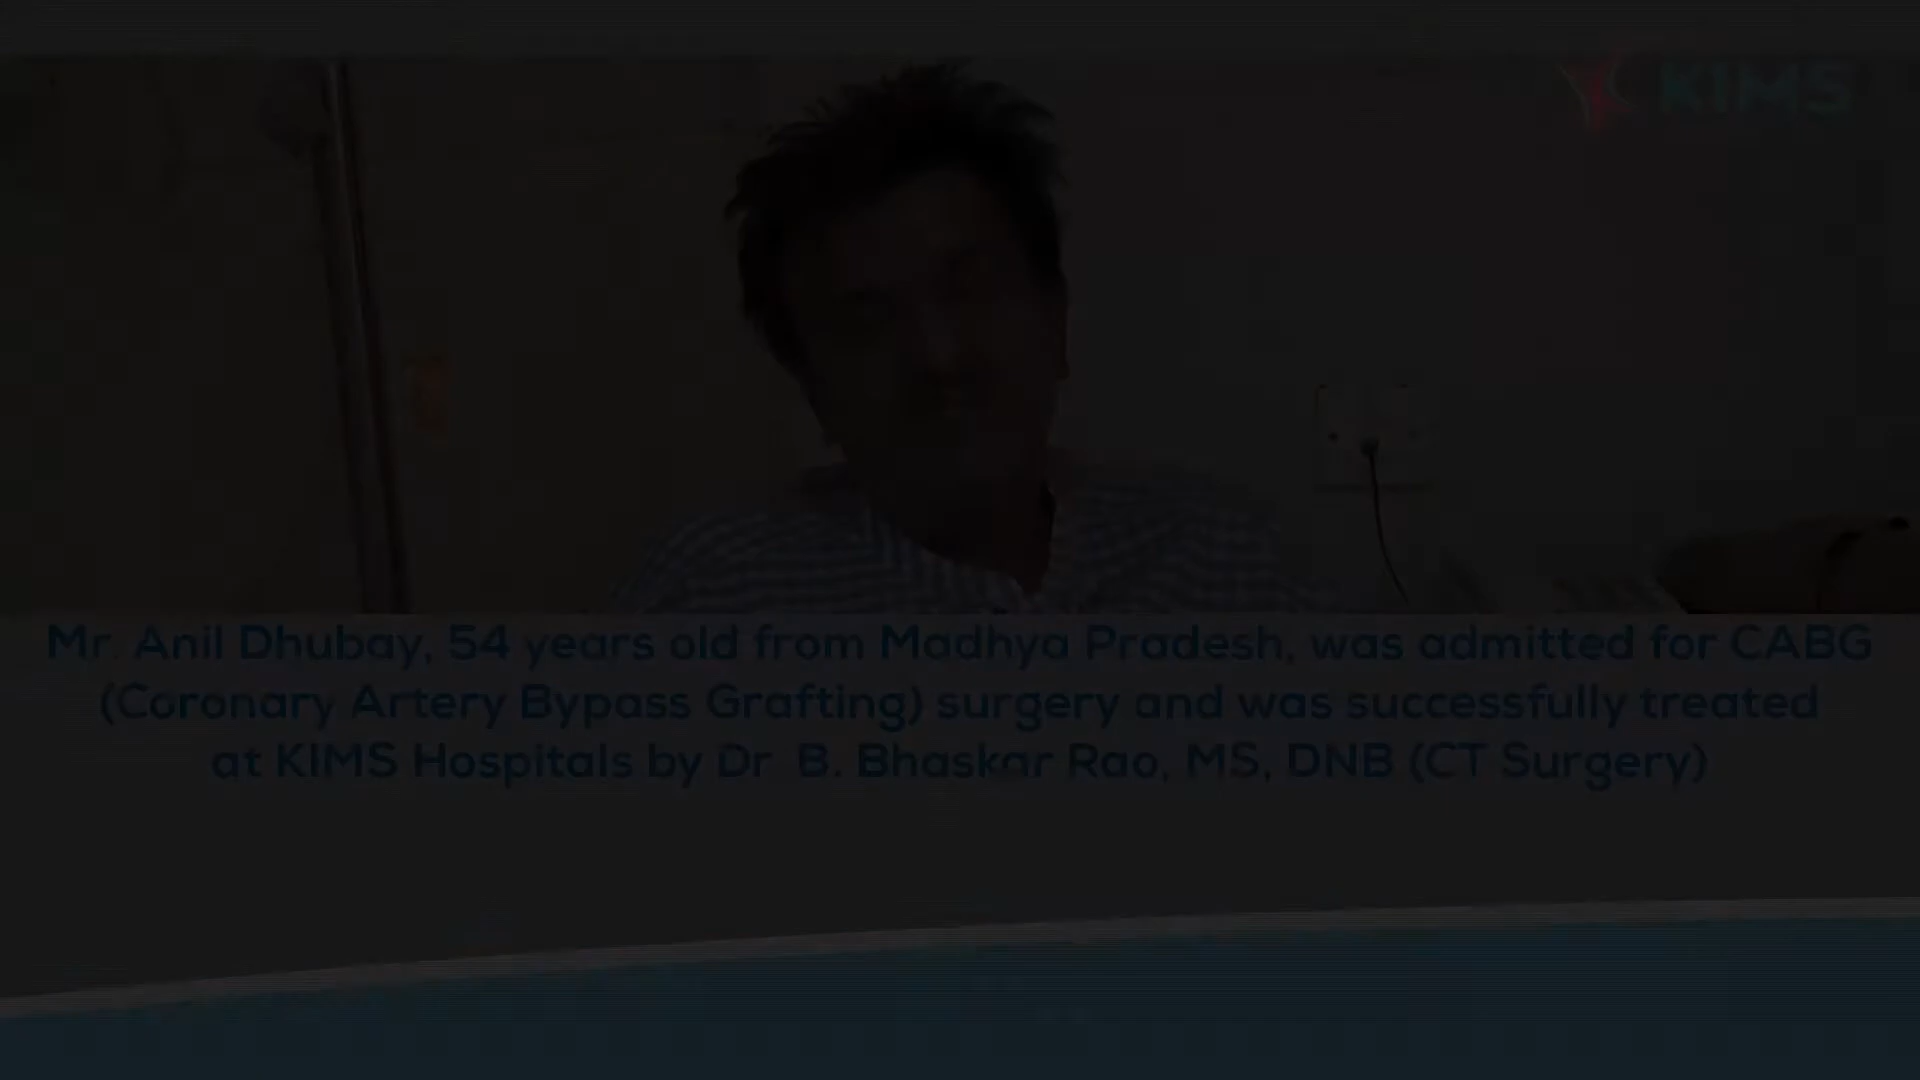 KIMS
Mr. Anil Dhubay, 54 years old from Madhya Pradesh, was admitted for CABG
(Coronary Artery Bypass Grafting) surgery and was successfully treated
at KIMS Hospitals by Dr. B. Bhaskar Rao, MS, DNB (CT Surgery)